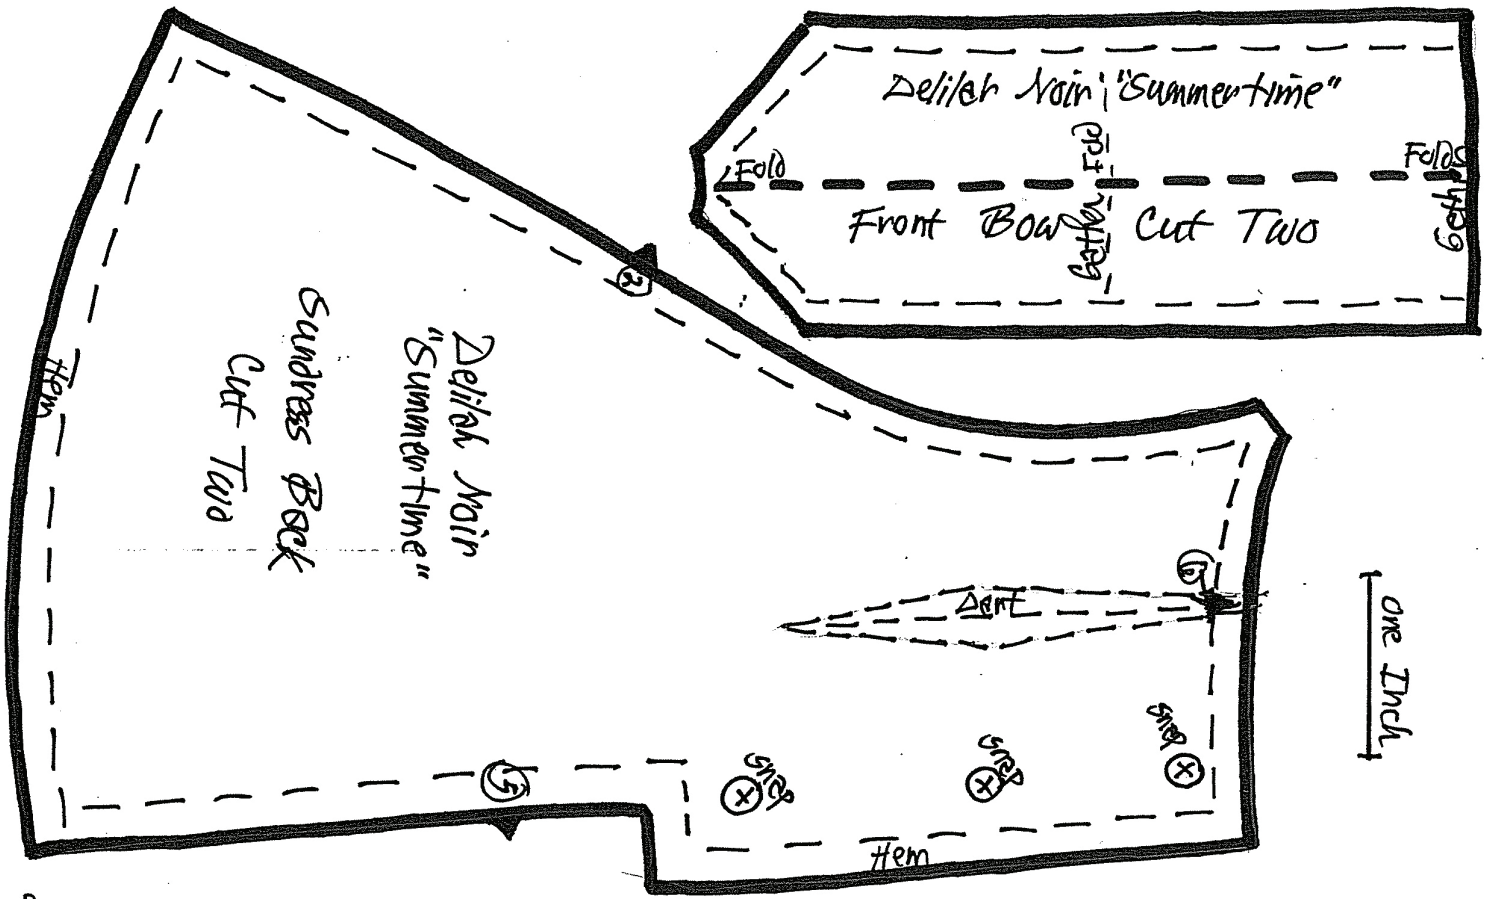 Delilah Noir "Summertime"
Fold
Fold
Folds
Gather
Front Bow Cut Two
Gather
2
Delilah Noir
"Summertime"
Sundress Back
Cut Two
Hem
6
Dart
One Inch
Snap
Snap
Snap
5
Hem